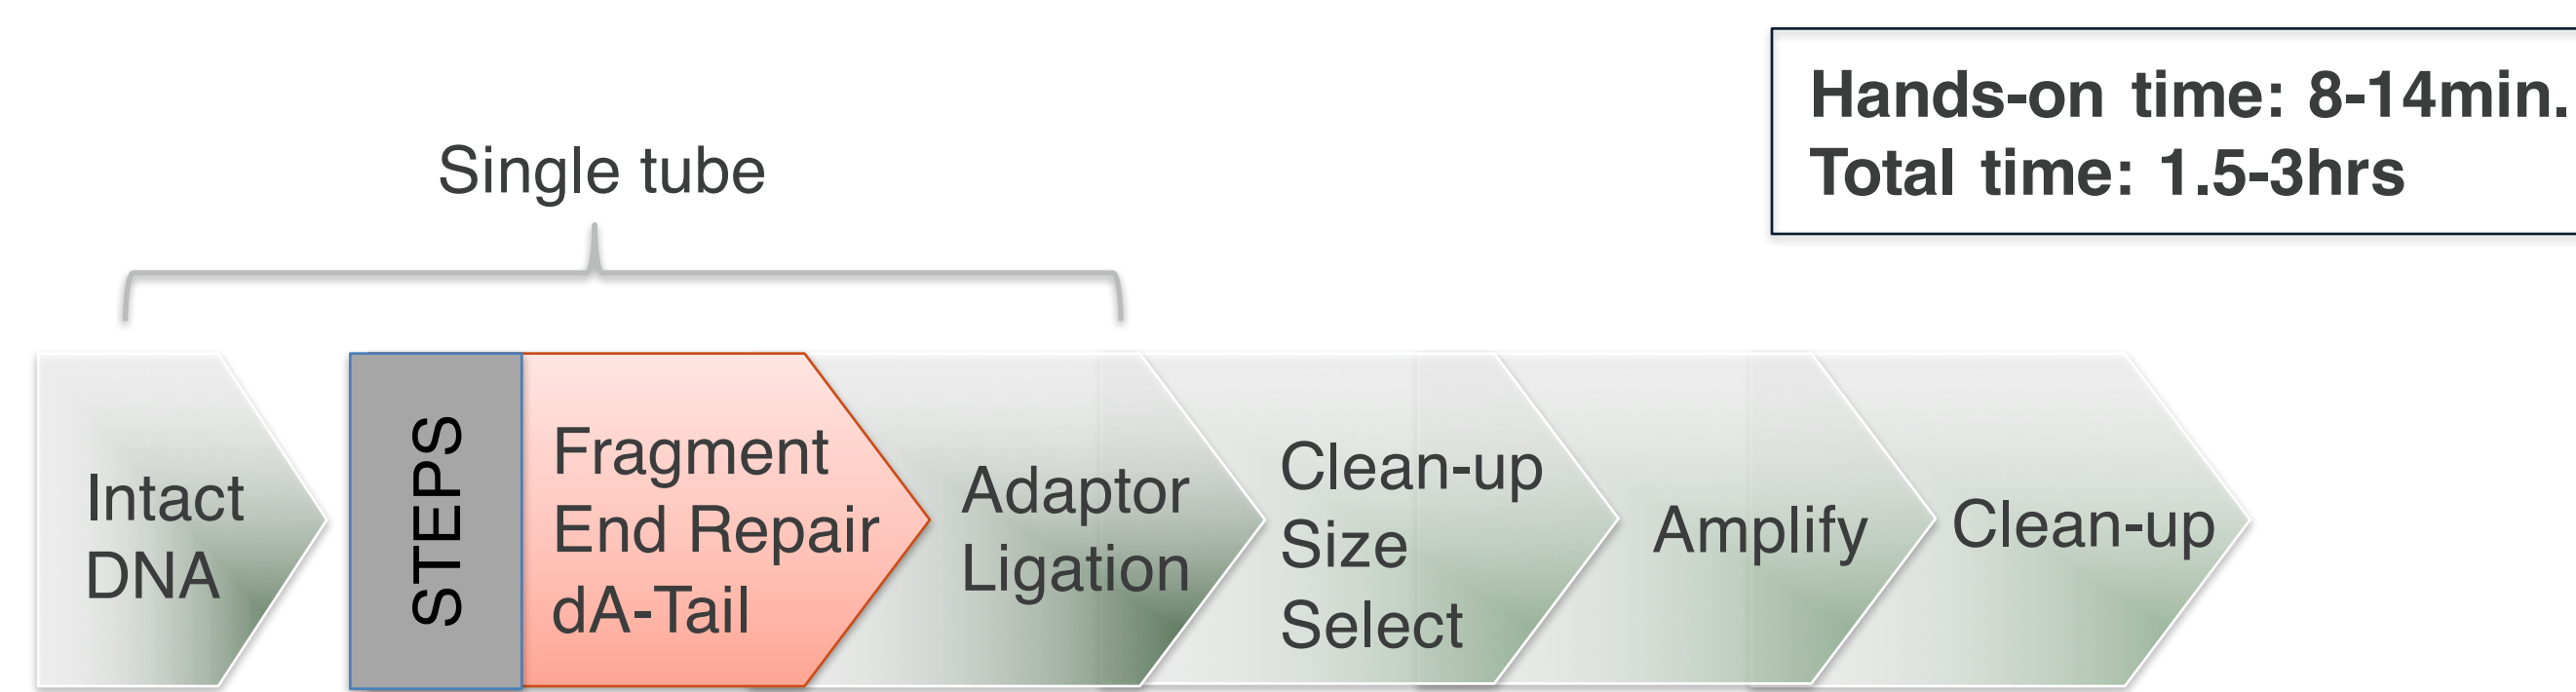 Hands-on time: 8-14min.
Total time: 1.5-3hrs
Single tube
Intact
DNA
STEPS
Fragment
End Repair
dA-Tail
Adaptor
Ligation
Clean-up
Size
Select
Amplify
Clean-up